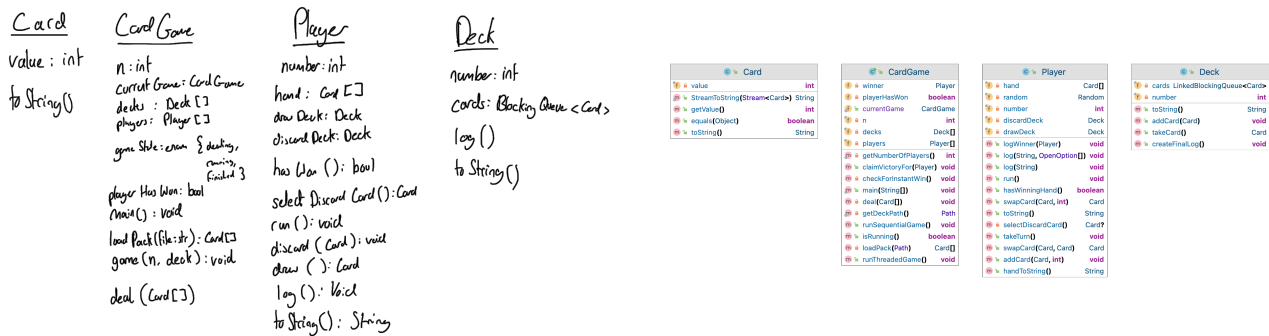 Card
value : int
toString()
Card Game
n : int
current Game : Card Game
decks : Deck []
players : Player []
game State : enum { dealing,
running,
finished }
player Has Won : bool
main() : void
load Pack(file:str) : Card[]
game (n, deck) : void
deal (Card[])
Player
number : int
hand : Card []
draw Deck : Deck
discard Deck : Deck
has Won () : bool
select Discard Card () : Card
run () : void
discard (Card) : void
draw () : Card
log () : Void
to String () : String
Deck
number : int
cards : Blocking Queue <Card>
log ()
to String ()
Card
value int
StreamToString(Stream<Card>) String
getValue() int
equals(Object) boolean
toString() String
CardGame
winner Player
playerHasWon boolean
currentGame CardGame
n int
decks Deck[]
players Player[]
getNumberOfPlayers() int
claimVictoryFor(Player) void
checkForInstantWin() void
main(String[]) void
deal(Card[]) void
getDeckPath() Path
runSequentialGame() void
isRunning() boolean
loadPack(Path) Card[]
runThreadedGame() void
Player
hand Card[]
random Random
number int
discardDeck Deck
drawDeck Deck
logWinner(Player) void
log(String, OpenOption[]) void
log(String) void
run() void
hasWinningHand() boolean
swapCard(Card, int) Card
toString() String
selectDiscardCard() Card?
takeTurn() void
swapCard(Card, Card) Card
addCard(Card, int) void
handToString() String
Deck
cards LinkedBlockingQueue<Card>
number int
toString() String
addCard(Card) void
takeCard() Card
createFinalLog() void